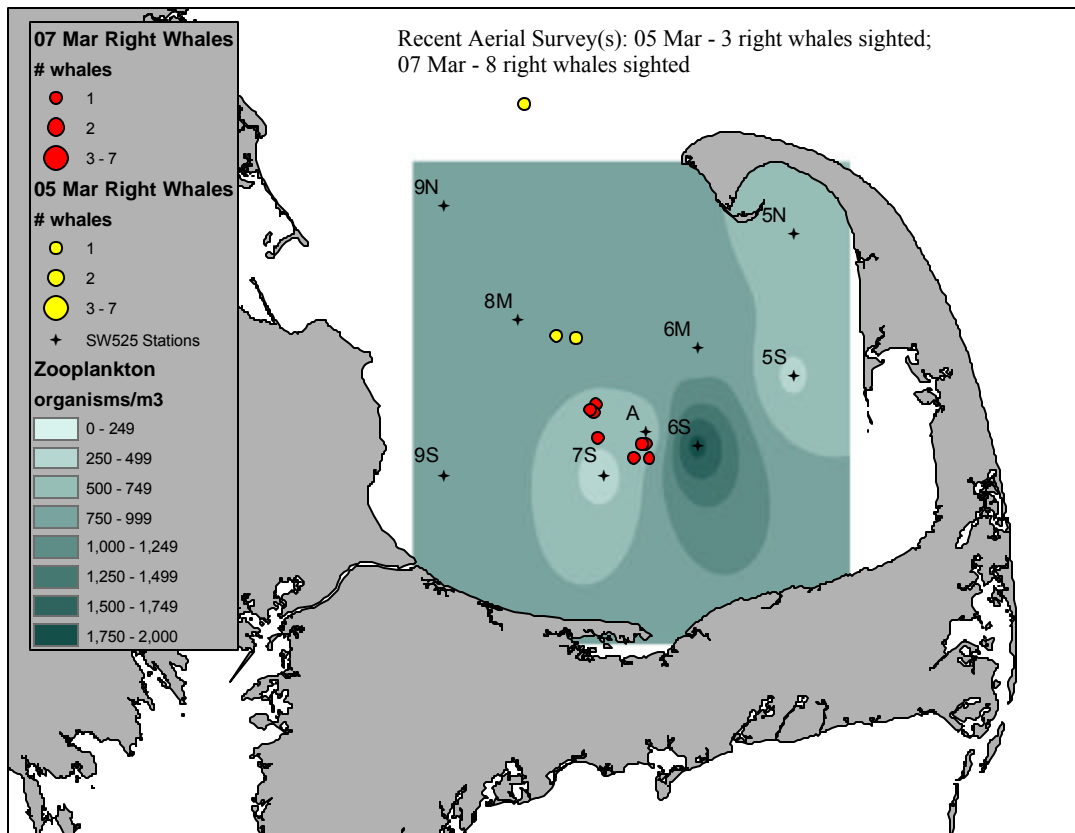 07 Mar Right Whales
# whales
1
2
3 - 7
05 Mar Right Whales
# whales
1
2
3 - 7
SW525 Stations
Zooplankton
organisms/m3
0 - 249
250 - 499
500 - 749
750 - 999
1,000 - 1,249
1,250 - 1,499
1,500 - 1,749
1,750 - 2,000
Recent Aerial Survey(s): 05 Mar - 3 right whales sighted;
07 Mar - 8 right whales sighted
9N
5N
8M
6M
5S
A
6S
9S
7S